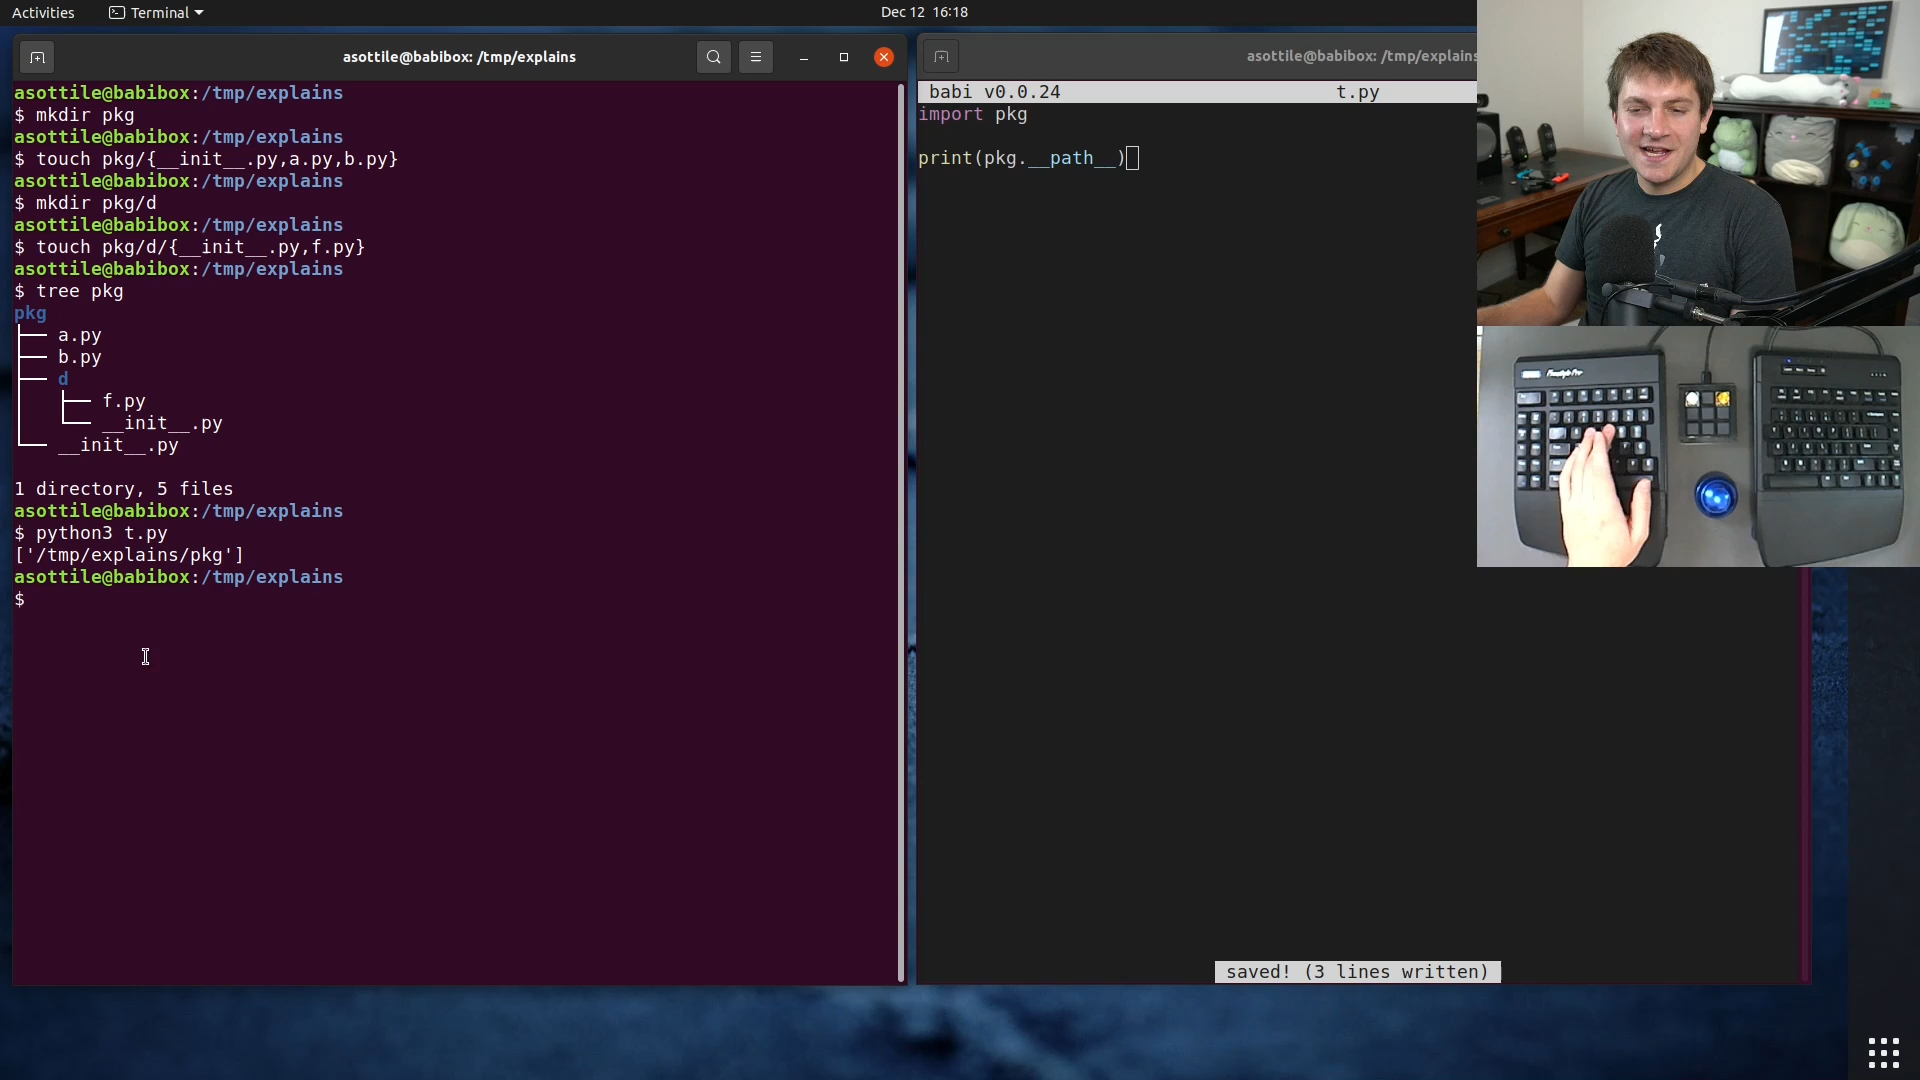 Activities
Terminal
Dec 12 16:18
asottile@babibox: /tmp/explains
asottile@babibox:/tmp/explains
$ mkdir pkg
asottile@babibox:/tmp/explains
$ touch pkg/{__init__.py,a.py,b.py}
asottile@babibox:/tmp/explains
$ mkdir pkg/d
asottile@babibox:/tmp/explains
$ touch pkg/d/{__init__.py,f.py}
asottile@babibox:/tmp/explains
$ tree pkg
pkg
├── a.py
├── b.py
├── d
│   ├── f.py
│   └── __init__.py
└── __init__.py
1 directory, 5 files
asottile@babibox:/tmp/explains
$ python3 t.py
['/tmp/explains/pkg']
asottile@babibox:/tmp/explains
$
asottile@babibox: /tmp/explains
babi v0.0.24 t.py
import pkg
print(pkg.__path__)
saved! (3 lines written)
Freestyle Pro